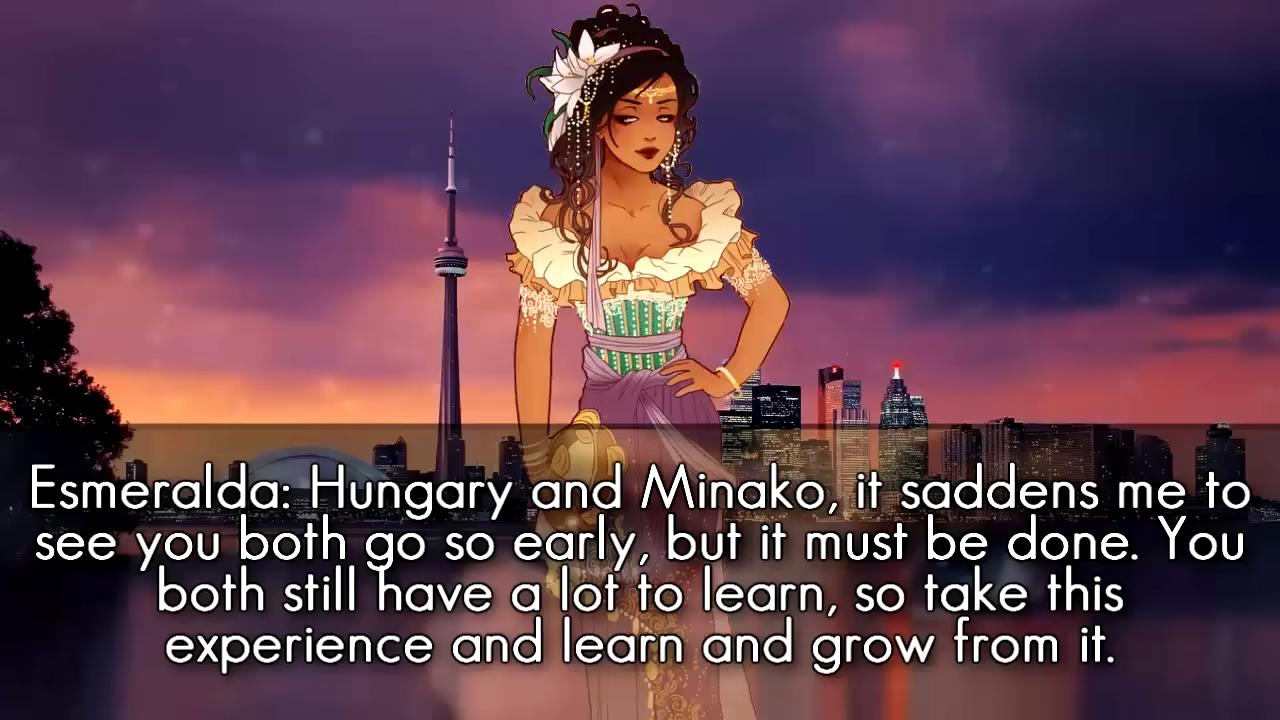 Esmeralda: Hungary and Minako, it saddens me to
see you both go so early, but it must be done. You
both still have a lot to learn, so take this
experience and learn and grow from it.